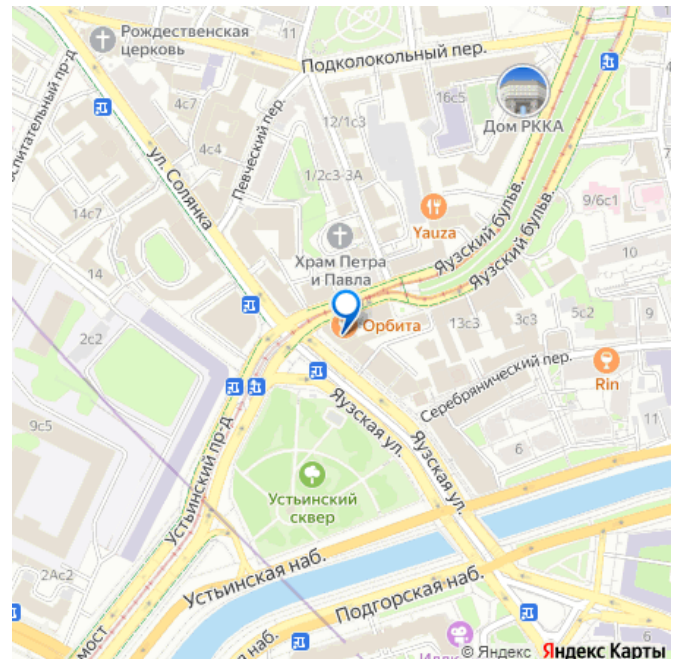 Рождественская
церковь
11
Подколокольный пер.
4с7
Певческий пер.
16с5
Дом РККА
12/1с3
4с4
ул. Солянка
1/2с3-3А
14с7
Yauza
Яузский бульв.
Яузский бульв.
9/6с1
Храм Петра
и Павла
10
14
Орбита
13с3
3с3
5с2
9
2с2
Серебрянический пер.
Rin
11
9с5
Устьинский пр-д
Яузская ул.
Яузская ул.
6
Устьинский
сквер
2Ас2
Устьинская наб.
Подгорская наб.
мост
наб.
6
© Яндекс Яндекс Карты